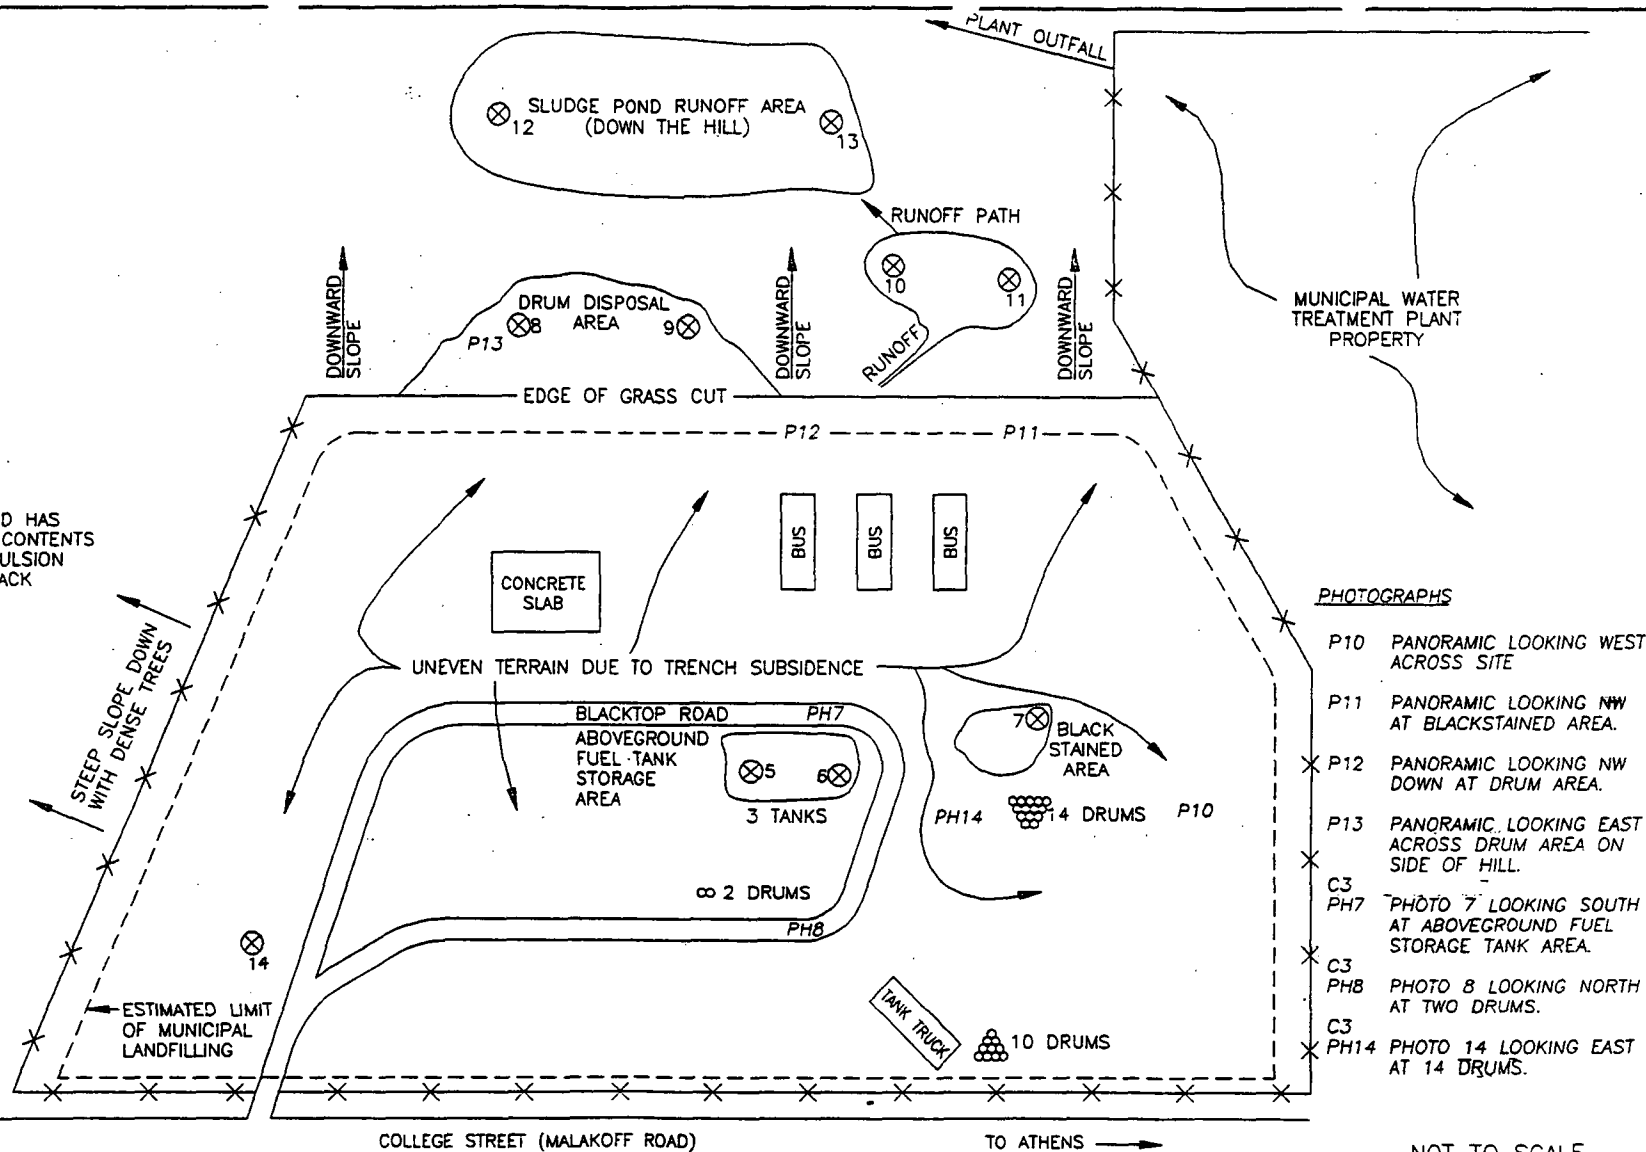 PLANT OUTFALL
SLUDGE POND RUNOFF AREA
(DOWN THE HILL)
12
13
RUNOFF PATH
10
11
RUNOFF
DOWNWARD
SLOPE
DOWNWARD
SLOPE
DOWNWARD
SLOPE
DRUM DISPOSAL
AREA
8
9
P13
MUNICIPAL WATER
TREATMENT PLANT
PROPERTY
EDGE OF GRASS CUT
P12
P11
D HAS
CONTENTS
ULSION
ACK
BUS
BUS
BUS
CONCRETE
SLAB
STEEP SLOPE DOWN
WITH DENSE TREES
UNEVEN TERRAIN DUE TO TRENCH SUBSIDENCE
BLACKTOP ROAD
PH7
ABOVEGROUND
FUEL TANK
STORAGE
AREA
5
6
3 TANKS
7
BLACK
STAINED
AREA
PH14
14 DRUMS
P10
2 DRUMS
PH8
14
ESTIMATED LIMIT
OF MUNICIPAL
LANDFILLING
TANK TRUCK
10 DRUMS
PHOTOGRAPHS
P10 PANORAMIC LOOKING WEST
ACROSS SITE
P11 PANORAMIC LOOKING NW
AT BLACKSTAINED AREA.
P12 PANORAMIC LOOKING NW
DOWN AT DRUM AREA.
P13 PANORAMIC LOOKING EAST
ACROSS DRUM AREA ON
SIDE OF HILL.
C3
PH7 PHOTO 7 LOOKING SOUTH
AT ABOVEGROUND FUEL
STORAGE TANK AREA.
C3
PH8 PHOTO 8 LOOKING NORTH
AT TWO DRUMS.
C3
PH14 PHOTO 14 LOOKING EAST
AT 14 DRUMS.
COLLEGE STREET (MALAKOFF ROAD)
TO ATHENS
NOT TO SCALE